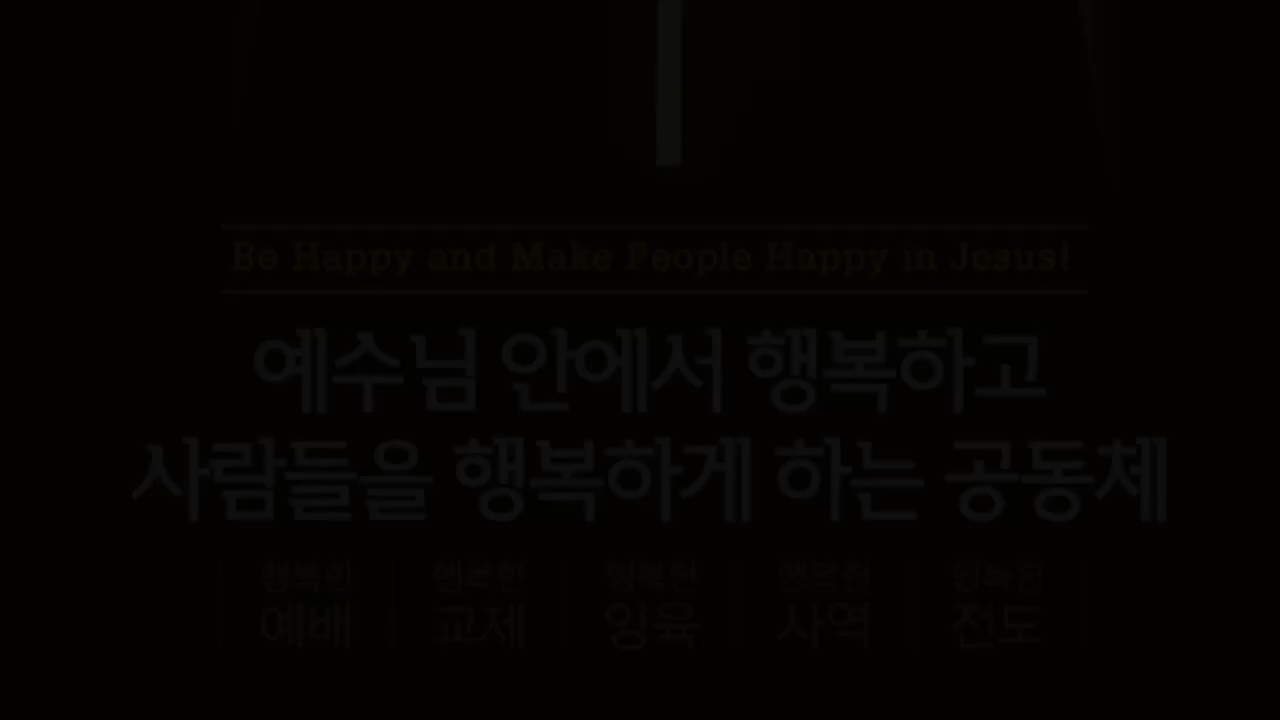 Be Happy and Make People Happy in Jesus!
예수님 안에서 행복하고
사람들을 행복하게 하는 공동체
행복한 행복한 행복한 행복한 행복한
예배 교제 양육 사역 전도